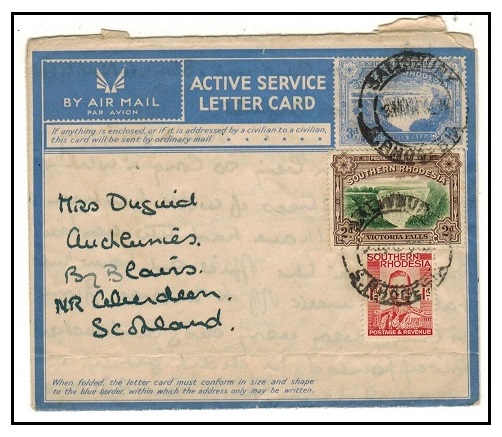 BY AIR MAIL
PAR AVION
ACTIVE SERVICE
LETTER CARD
If anything is enclosed, or if it is addressed by a civilian to a civilian,
this card will be sent by ordinary mail.
3d
SOUTHERN RHODESIA
2d 2d
VICTORIA FALLS
SOUTHERN
RHODESIA
POSTAGE & REVENUE
Mrs Duguid
By Blairs.
NR Aberdeen.
Scotland.
When folded, the letter card must conform in size and shape
to the blue border, within which the address only may be written.